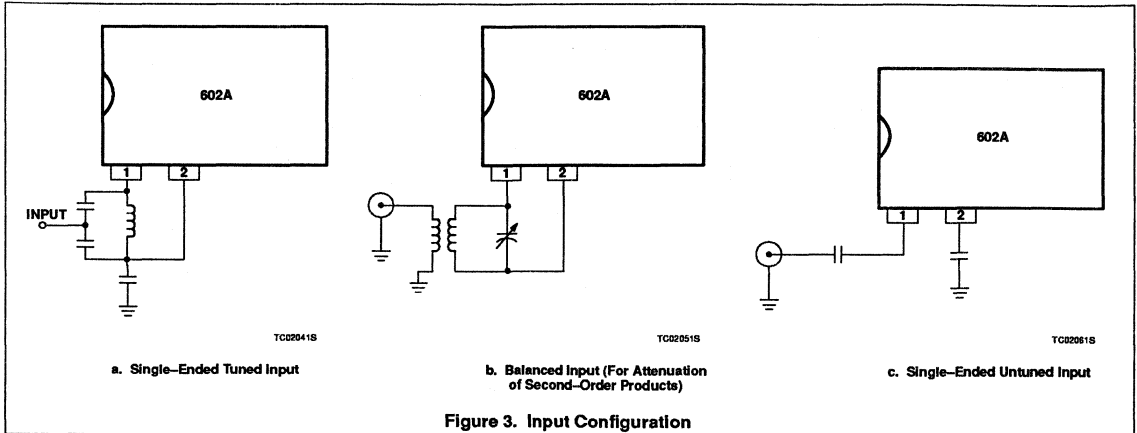 602A
1 2
INPUT
TC02041S
a. Single–Ended Tuned Input
602A
1 2
TC02051S
b. Balanced Input (For Attenuation
of Second–Order Products)
602A
1 2
TC02061S
c. Single–Ended Untuned Input
Figure 3. Input Configuration